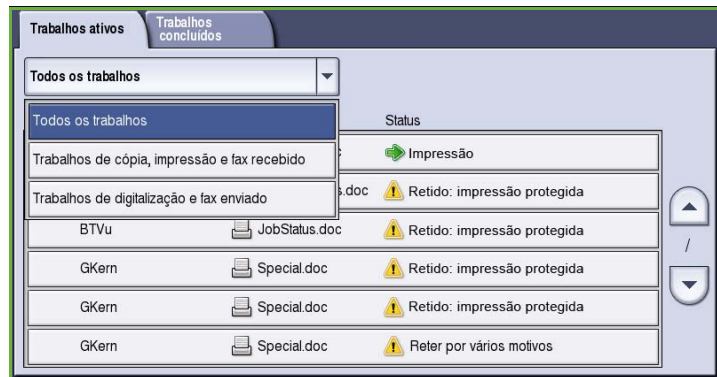 Trabalhos ativos
Trabalhos
concluídos
Todos os trabalhos
Todos os trabalhos
Trabalhos de cópia, impressão e fax recebido
Trabalhos de digitalização e fax enviado
Status
Impressão
s.doc Retido: impressão protegida
BTVu JobStatus.doc Retido: impressão protegida
GKern Special.doc Retido: impressão protegida
GKern Special.doc Retido: impressão protegida
GKern Special.doc Reter por vários motivos
/